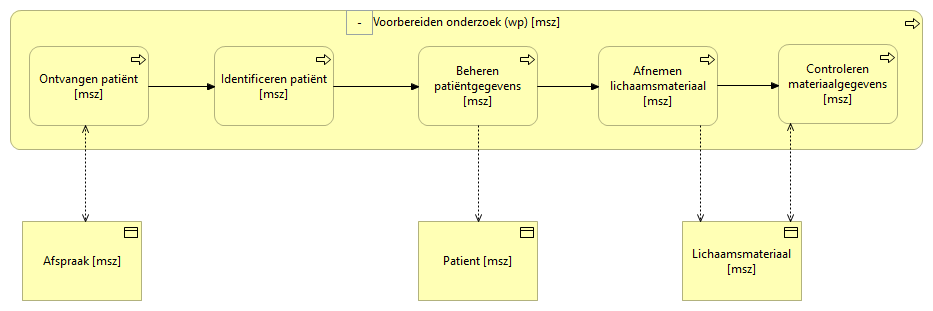 - Voorbereiden onderzoek (wp) [msz]
Ontvangen patiënt
[msz]
Identificeren patiënt
[msz]
Beheren
patiëntgegevens
[msz]
Afnemen
lichaamsmateriaal
[msz]
Controleren
materiaalgegevens
[msz]
Afspraak [msz]
Patient [msz]
Lichaamsmateriaal
[msz]